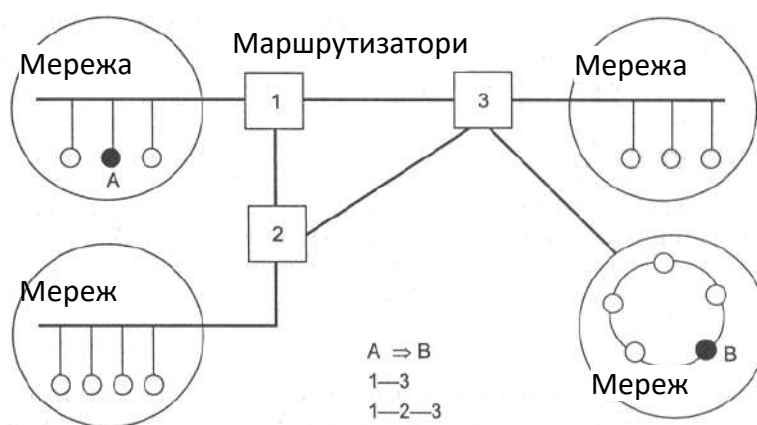 Маршрутизатори
Мережа
Мережа
1
3
A
2
Мереж
A ⇒ B
1—3
1—2—3
B
Мереж